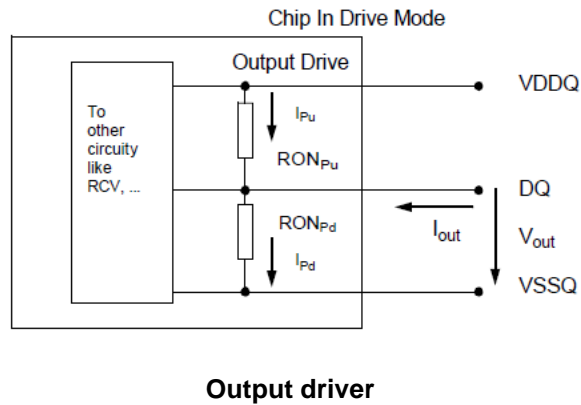 Chip In Drive Mode
Output Drive
VDDQ
To
other
circuity
like
RCV, ...
IPu
RONPu
DQ
RONPd
Iout
Vout
IPd
VSSQ
Output driver